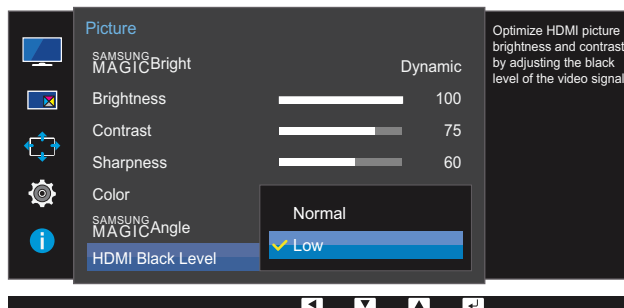 Picture
SAMSUNG
MAGICBright
Dynamic
Brightness
100
Contrast
75
Sharpness
60
Color
SAMSUNG
MAGICAngle
HDMI Black Level
Normal
Low
Optimize HDMI picture
brightness and contrast
by adjusting the black
level of the video signal